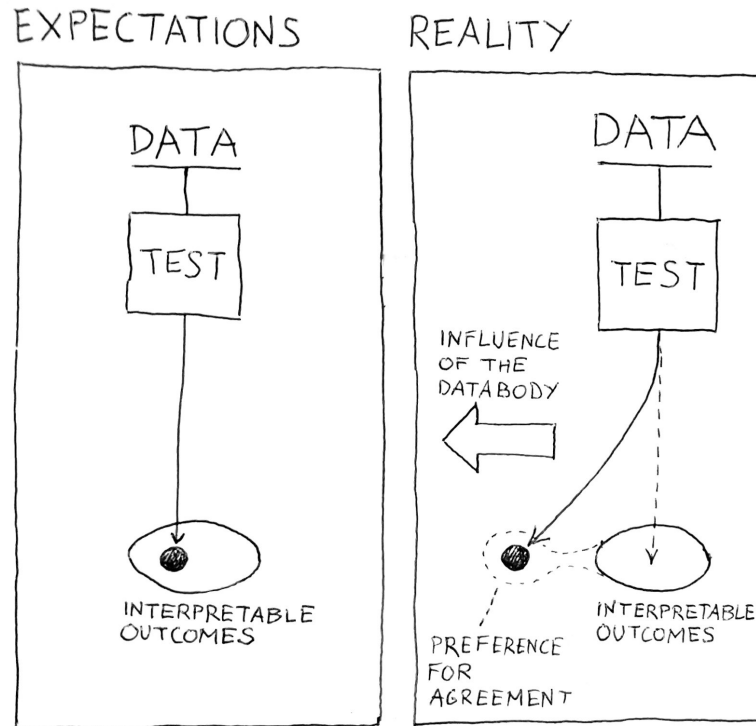 EXPECTATIONS
DATA
TEST
INTERPRETABLE
OUTCOMES
REALITY
DATA
TEST
INFLUENCE
OF THE
DATABODY
INTERPRETABLE
OUTCOMES
PREFERENCE
FOR
AGREEMENT